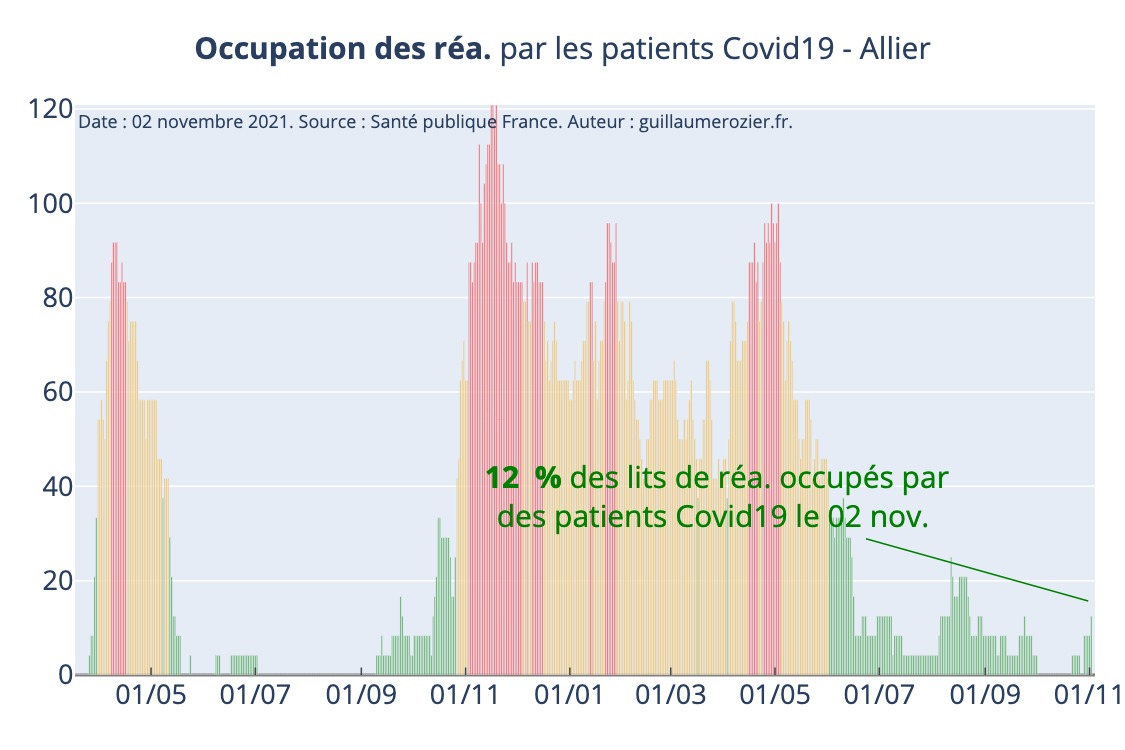 Occupation des réa. par les patients Covid19 - Allier
120
Date : 02 novembre 2021. Source : Santé publique France. Auteur : guillaumerozier.fr.
100
80
60
40
12 % des lits de réa. occupés par
des patients Covid19 le 02 nov.
20
0
01/05 01/07 01/09 01/11 01/01 01/03 01/05 01/07 01/09 01/11